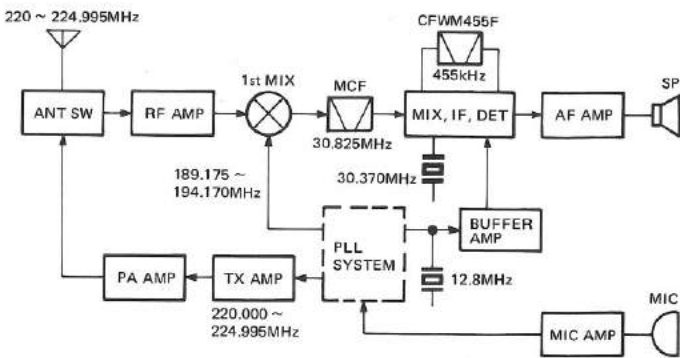 220 ~ 224.995MHz
CFWM455F
455kHz
1st MIX
MCF
SP
ANT SW
RF AMP
MIX, IF, DET
AF AMP
30.825MHz
189.175 ~
194.170MHz
30.370MHz
PLL
SYSTEM
BUFFER
AMP
PA AMP
TX AMP
12.8MHz
220.000 ~
224.995MHz
MIC
MIC AMP